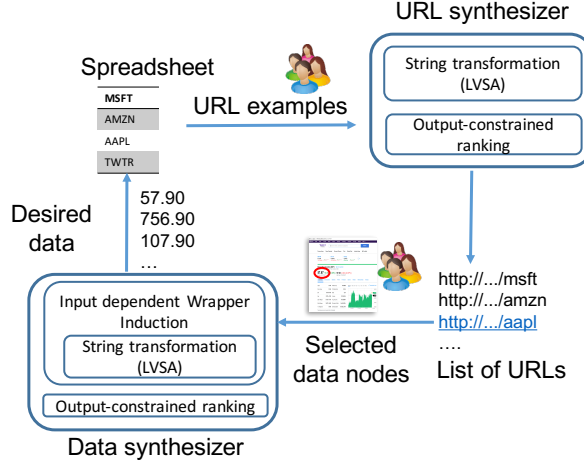 URL synthesizer
String transformation
(LVSA)
Output-constrained
ranking
Spreadsheet
MSFT
AMZN
AAPL
TWTR
URL examples
Desired
data
57.90
756.90
107.90
...
http://.../msft
http://.../amzn
http://.../aapl
....
List of URLs
Selected
data nodes
Input dependent Wrapper
Induction
String transformation
(LVSA)
Output-constrained ranking
Data synthesizer